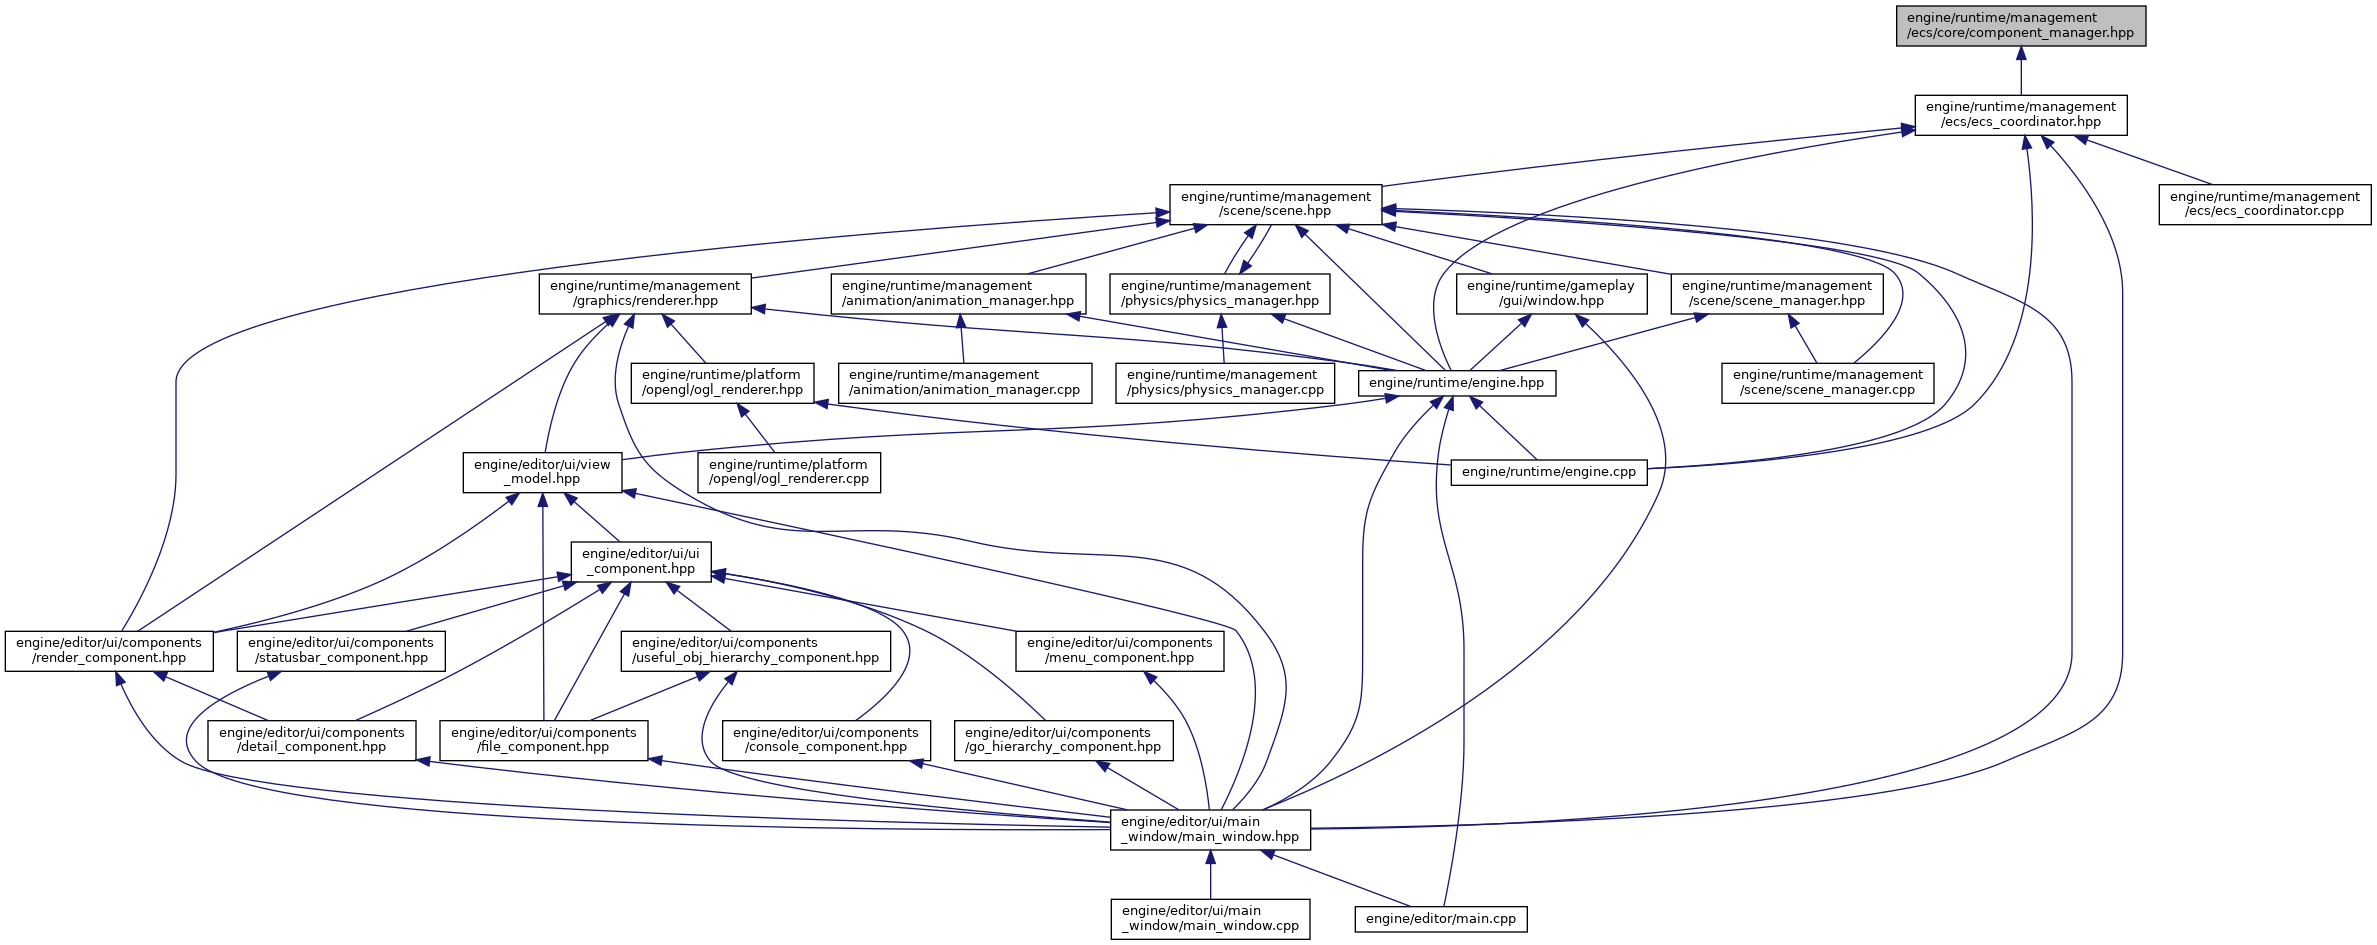 engine/runtime/management
/ecs/core/component_manager.hpp
engine/runtime/management
/ecs/ecs_coordinator.hpp
engine/runtime/management
/scene/scene.hpp
engine/runtime/management
/ecs/ecs_coordinator.cpp
engine/runtime/management
/graphics/renderer.hpp
engine/runtime/management
/animation/animation_manager.hpp
engine/runtime/management
/physics/physics_manager.hpp
engine/runtime/gameplay
/gui/window.hpp
engine/runtime/management
/scene/scene_manager.hpp
engine/runtime/platform
/opengl/ogl_renderer.hpp
engine/runtime/management
/animation/animation_manager.cpp
engine/runtime/management
/physics/physics_manager.cpp
engine/runtime/engine.hpp
engine/runtime/management
/scene/scene_manager.cpp
engine/editor/ui/view
_model.hpp
engine/runtime/platform
/opengl/ogl_renderer.cpp
engine/runtime/engine.cpp
engine/editor/ui/ui
_component.hpp
engine/editor/ui/components
/render_component.hpp
engine/editor/ui/components
/statusbar_component.hpp
engine/editor/ui/components
/useful_obj_hierarchy_component.hpp
engine/editor/ui/components
/menu_component.hpp
engine/editor/ui/components
/detail_component.hpp
engine/editor/ui/components
/file_component.hpp
engine/editor/ui/components
/console_component.hpp
engine/editor/ui/components
/go_hierarchy_component.hpp
engine/editor/ui/main
_window/main_window.hpp
engine/editor/ui/main
_window/main_window.cpp
engine/editor/main.cpp